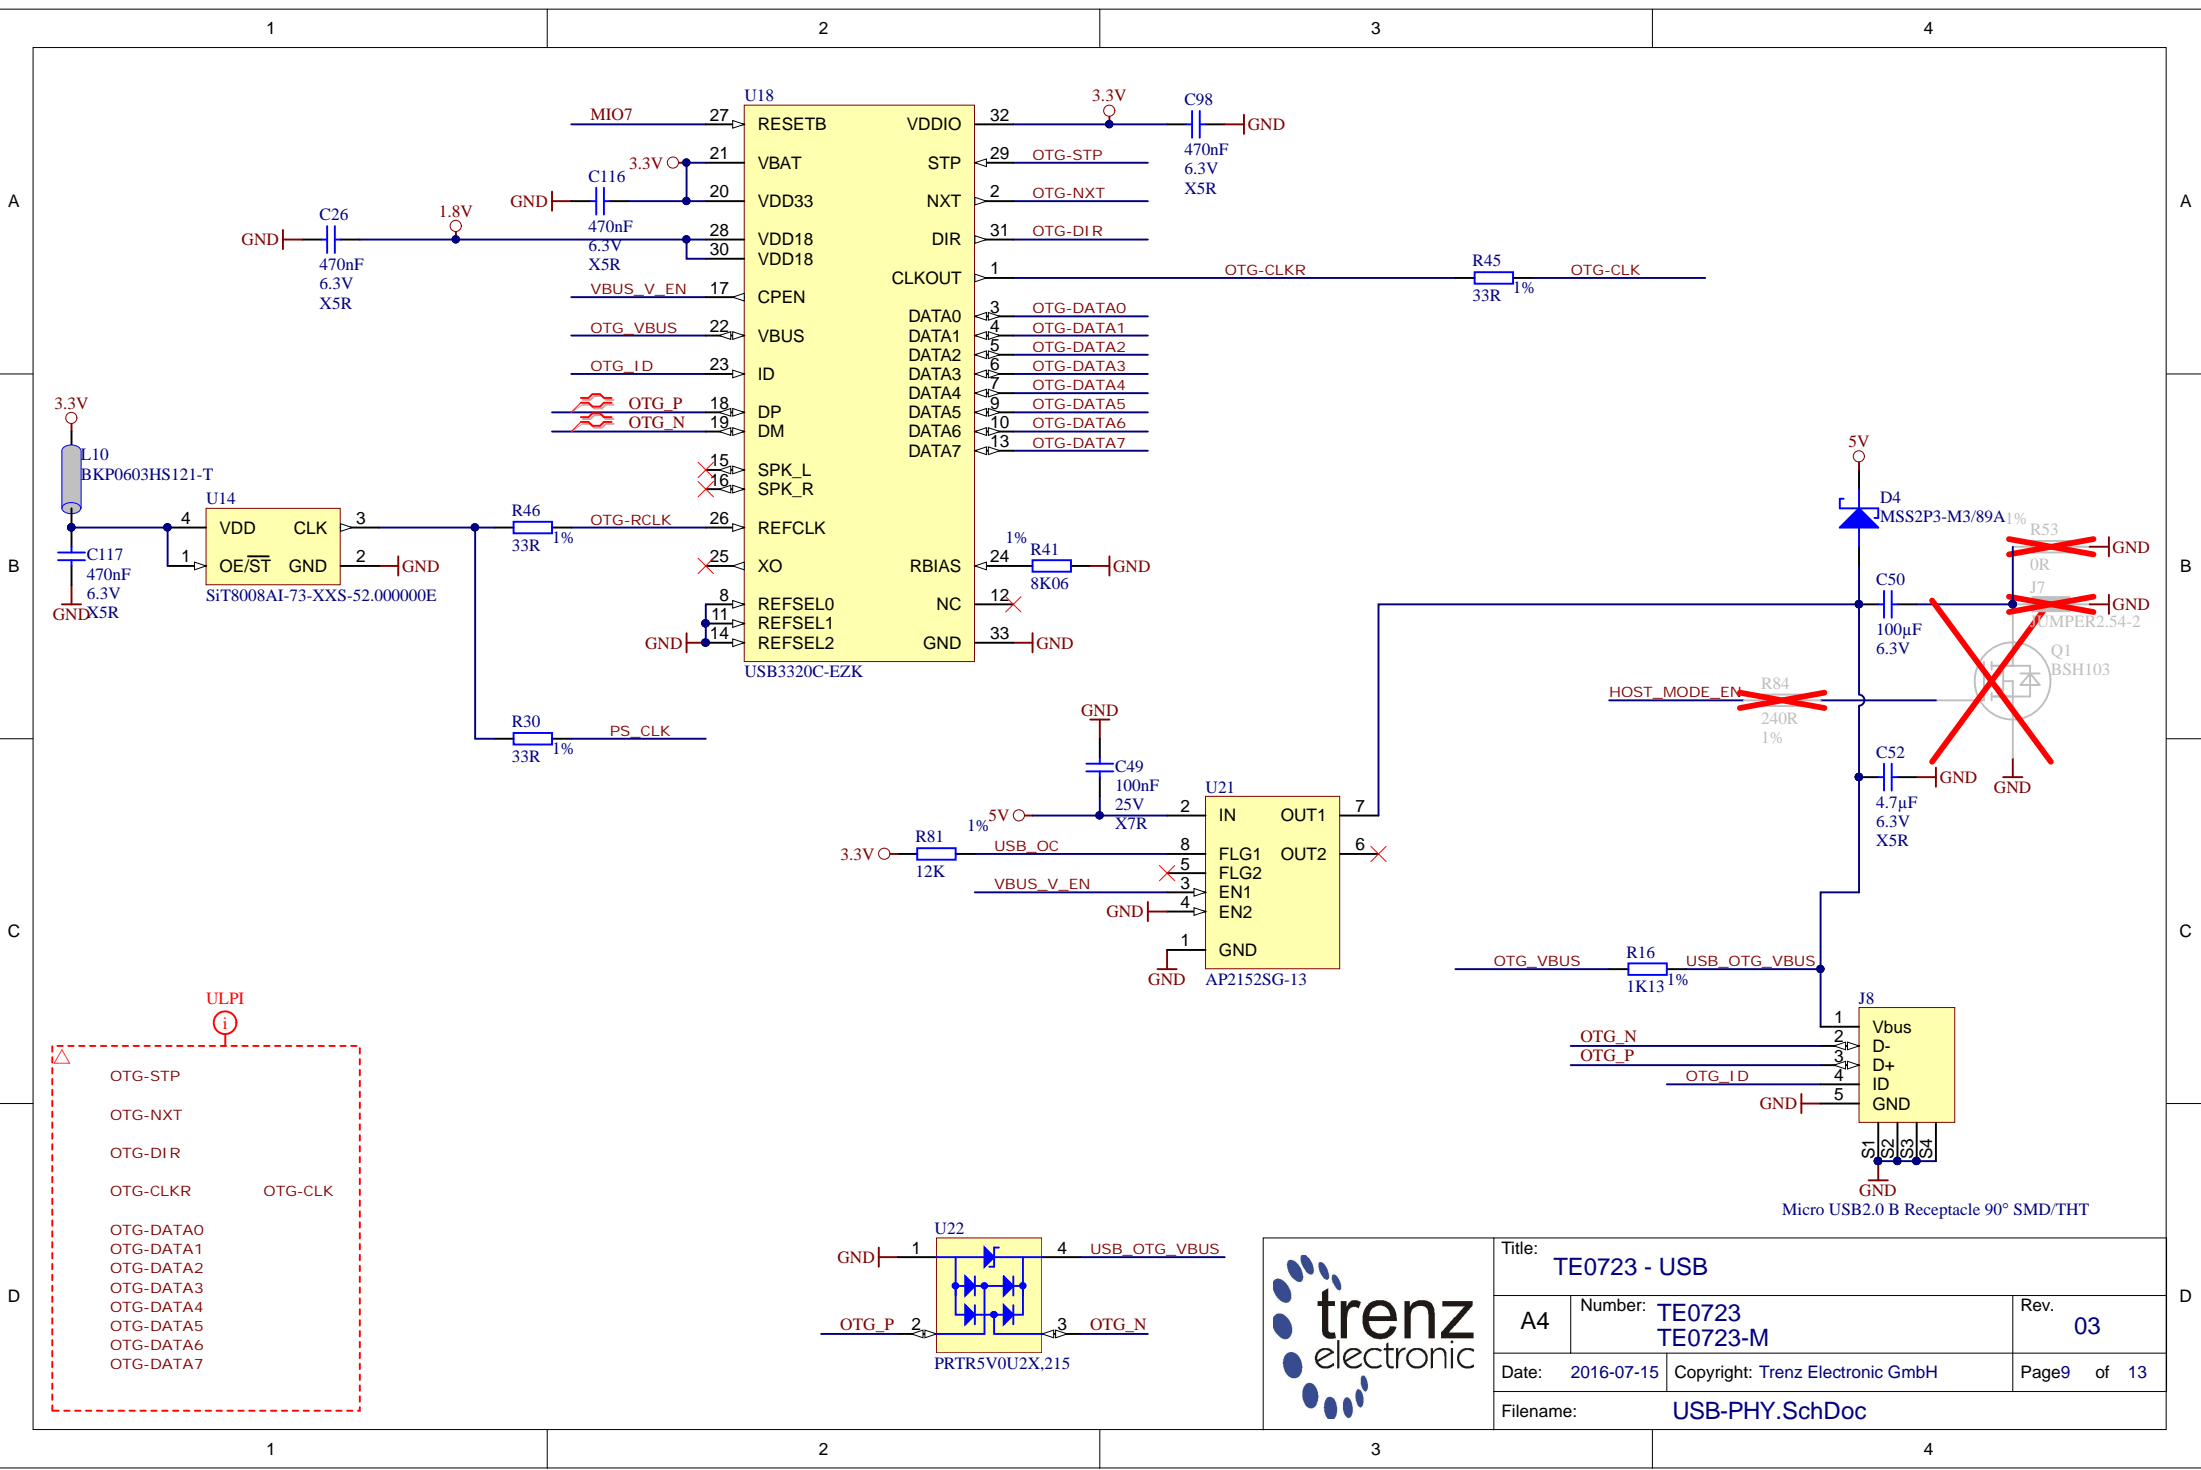 1 2 3 4
A B C D
A B C D
U18
MIO7 27 RESETB
3.3V 21 VBAT
20 VDD33
28 VDD18
30 VDD18
VBUS_V_EN 17 CPEN
OTG_VBUS 22 VBUS
OTG_ID 23 ID
OTG_P 18 DP
OTG_N 19 DM
15 SPK_L
16 SPK_R
OTG-RCLK 26 REFCLK
25 XO
8 REFSEL0
11 REFSEL1
GND 14 REFSEL2
USB3320C-EZK
VDDIO 32
STP 29 OTG-STP
NXT 2 OTG-NXT
DIR 31 OTG-DIR
CLKOUT 1 OTG-CLKR
DATA0 3 OTG-DATA0
DATA1 4 OTG-DATA1
DATA2 5 OTG-DATA2
DATA3 6 OTG-DATA3
DATA4 7 OTG-DATA4
DATA5 9 OTG-DATA5
DATA6 10 OTG-DATA6
DATA7 13 OTG-DATA7
RBIAS 24
NC 12
GND 33 GND
3.3V
C98
GND
470nF
6.3V
X5R
R45
33R 1%
OTG-CLK
1% R41
8K06
GND
C116
GND
470nF
6.3V
X5R
1.8V
C26
GND
470nF
6.3V
X5R
3.3V
L10
BKP0603HS121-T
C117
470nF
6.3V
X5R
GND
U14
4 VDD CLK 3
1 OE/ST GND 2 GND
SiT8008AI-73-XXS-52.000000E
R46
33R 1%
R30
33R 1%
PS_CLK
5V
D4
MSS2P3-M3/89A
1%
R53
0R
GND
J7
JUMPER2.54-2
GND
C50
100µF
6.3V
Q1
BSH103
GND
HOST_MODE_EN
R84
240R
1%
C52
4.7µF
6.3V
X5R
GND
GND
C49
100nF
25V
X7R
U21
5V 2 IN OUT1 7
3.3V R81 12K 1% USB_OC 8 FLG1 OUT2 6
5 FLG2
VBUS_V_EN 3 EN1
GND 4 EN2
1 GND
GND
AP2152SG-13
OTG_VBUS R16 1K13 1% USB_OTG_VBUS
J8
1 Vbus
OTG_N 2 D-
OTG_P 3 D+
OTG_ID 4 ID
GND 5 GND
S1 S2 S3 S4
GND
Micro USB2.0 B Receptacle 90° SMD/THT
ULPI
i
OTG-STP
OTG-NXT
OTG-DIR
OTG-CLKR OTG-CLK
OTG-DATA0
OTG-DATA1
OTG-DATA2
OTG-DATA3
OTG-DATA4
OTG-DATA5
OTG-DATA6
OTG-DATA7
U22
GND 1 4 USB_OTG_VBUS
OTG_P 2 3 OTG_N
PRTR5V0U2X,215
trenz
electronic
Title:
TE0723 - USB
A4 Number: TE0723
TE0723-M
Rev.
03
Date: 2016-07-15 Copyright: Trenz Electronic GmbH Page9 of 13
Filename: USB-PHY.SchDoc
1 2 3 4